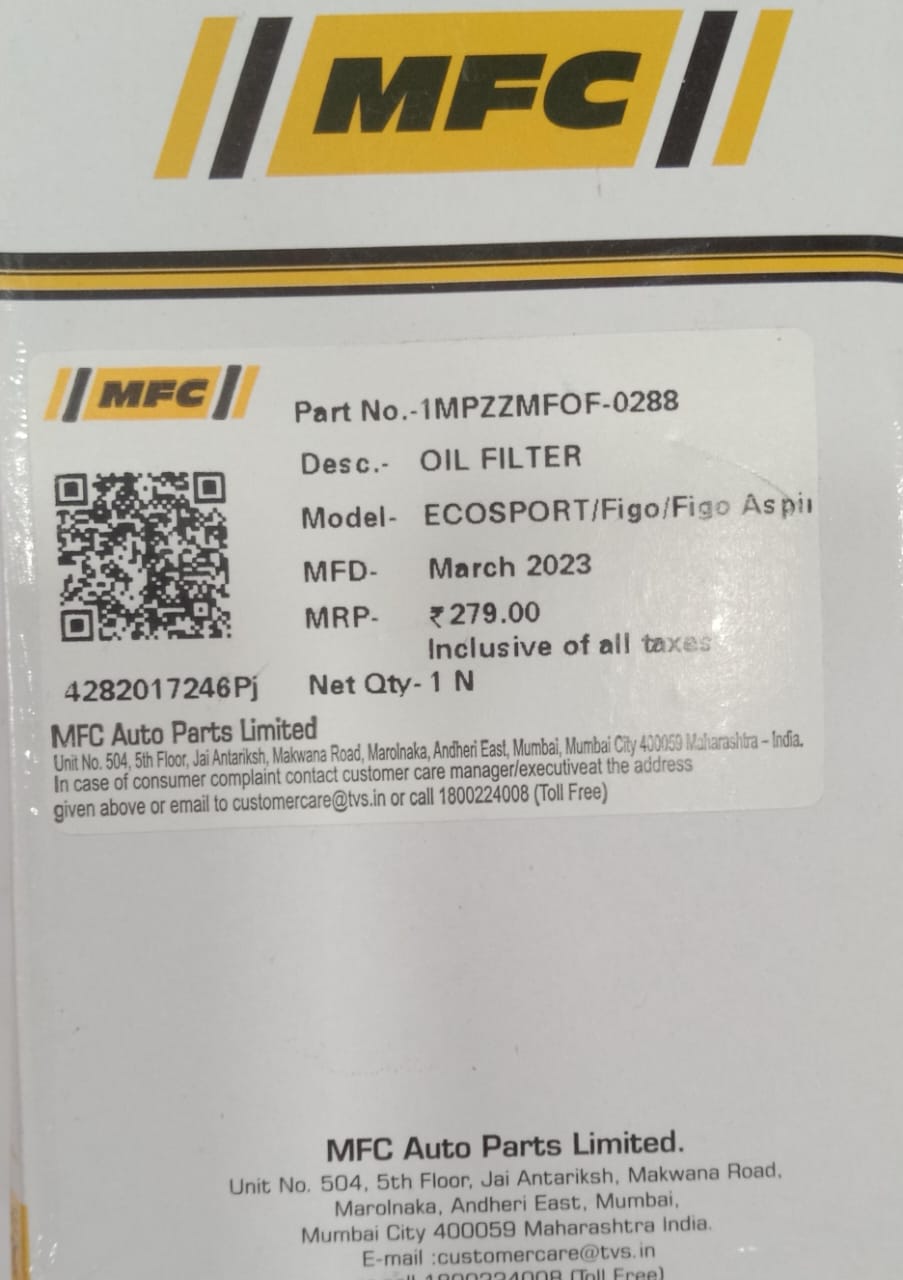 MFC
MFC
Part No.-1MPZZMFOF-0288
Desc.- OIL FILTER
Model- ECOSPORT/Figo/Figo Aspi
MFD- March 2023
MRP- ₹279.00
Inclusive of all taxes
4282017246Pj Net Qty- 1 N
MFC Auto Parts Limited
Unit No. 504, 5th Floor, Jai Antariksh, Makwana Road, Marolnaka, Andheri East, Mumbai, Mumbai City 400059 Maharashtra – India.
In case of consumer complaint contact customer care manager/executiveat the address
given above or email to customercare@tvs.in or call 1800224008 (Toll Free)
MFC Auto Parts Limited.
Unit No. 504, 5th Floor, Jai Antariksh, Makwana Road,
Marolnaka, Andheri East, Mumbai,
Mumbai City 400059 Maharashtra India.
E-mail :customercare@tvs.in
1800224008 (Toll Free)